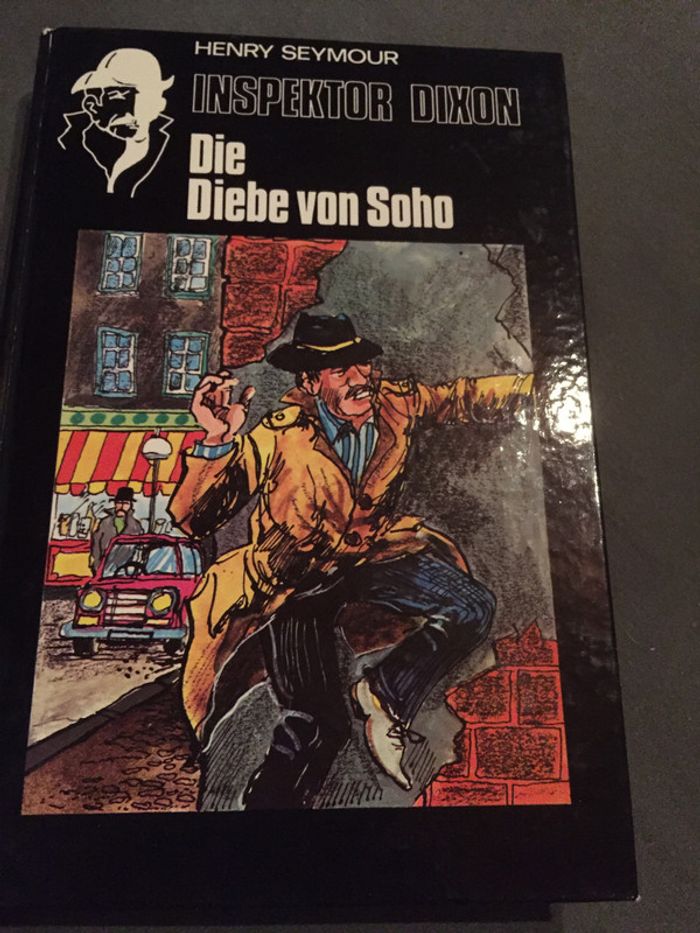 HENRY SEYMOUR
INSPEKTOR DIXON
Die
Diebe von Soho